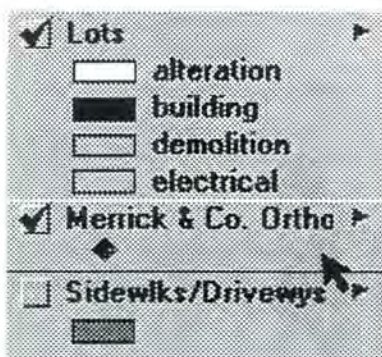 Lots
alteration
building
demolition
electrical
Merrick & Co. Ortho
Sidewlks/Drivewys